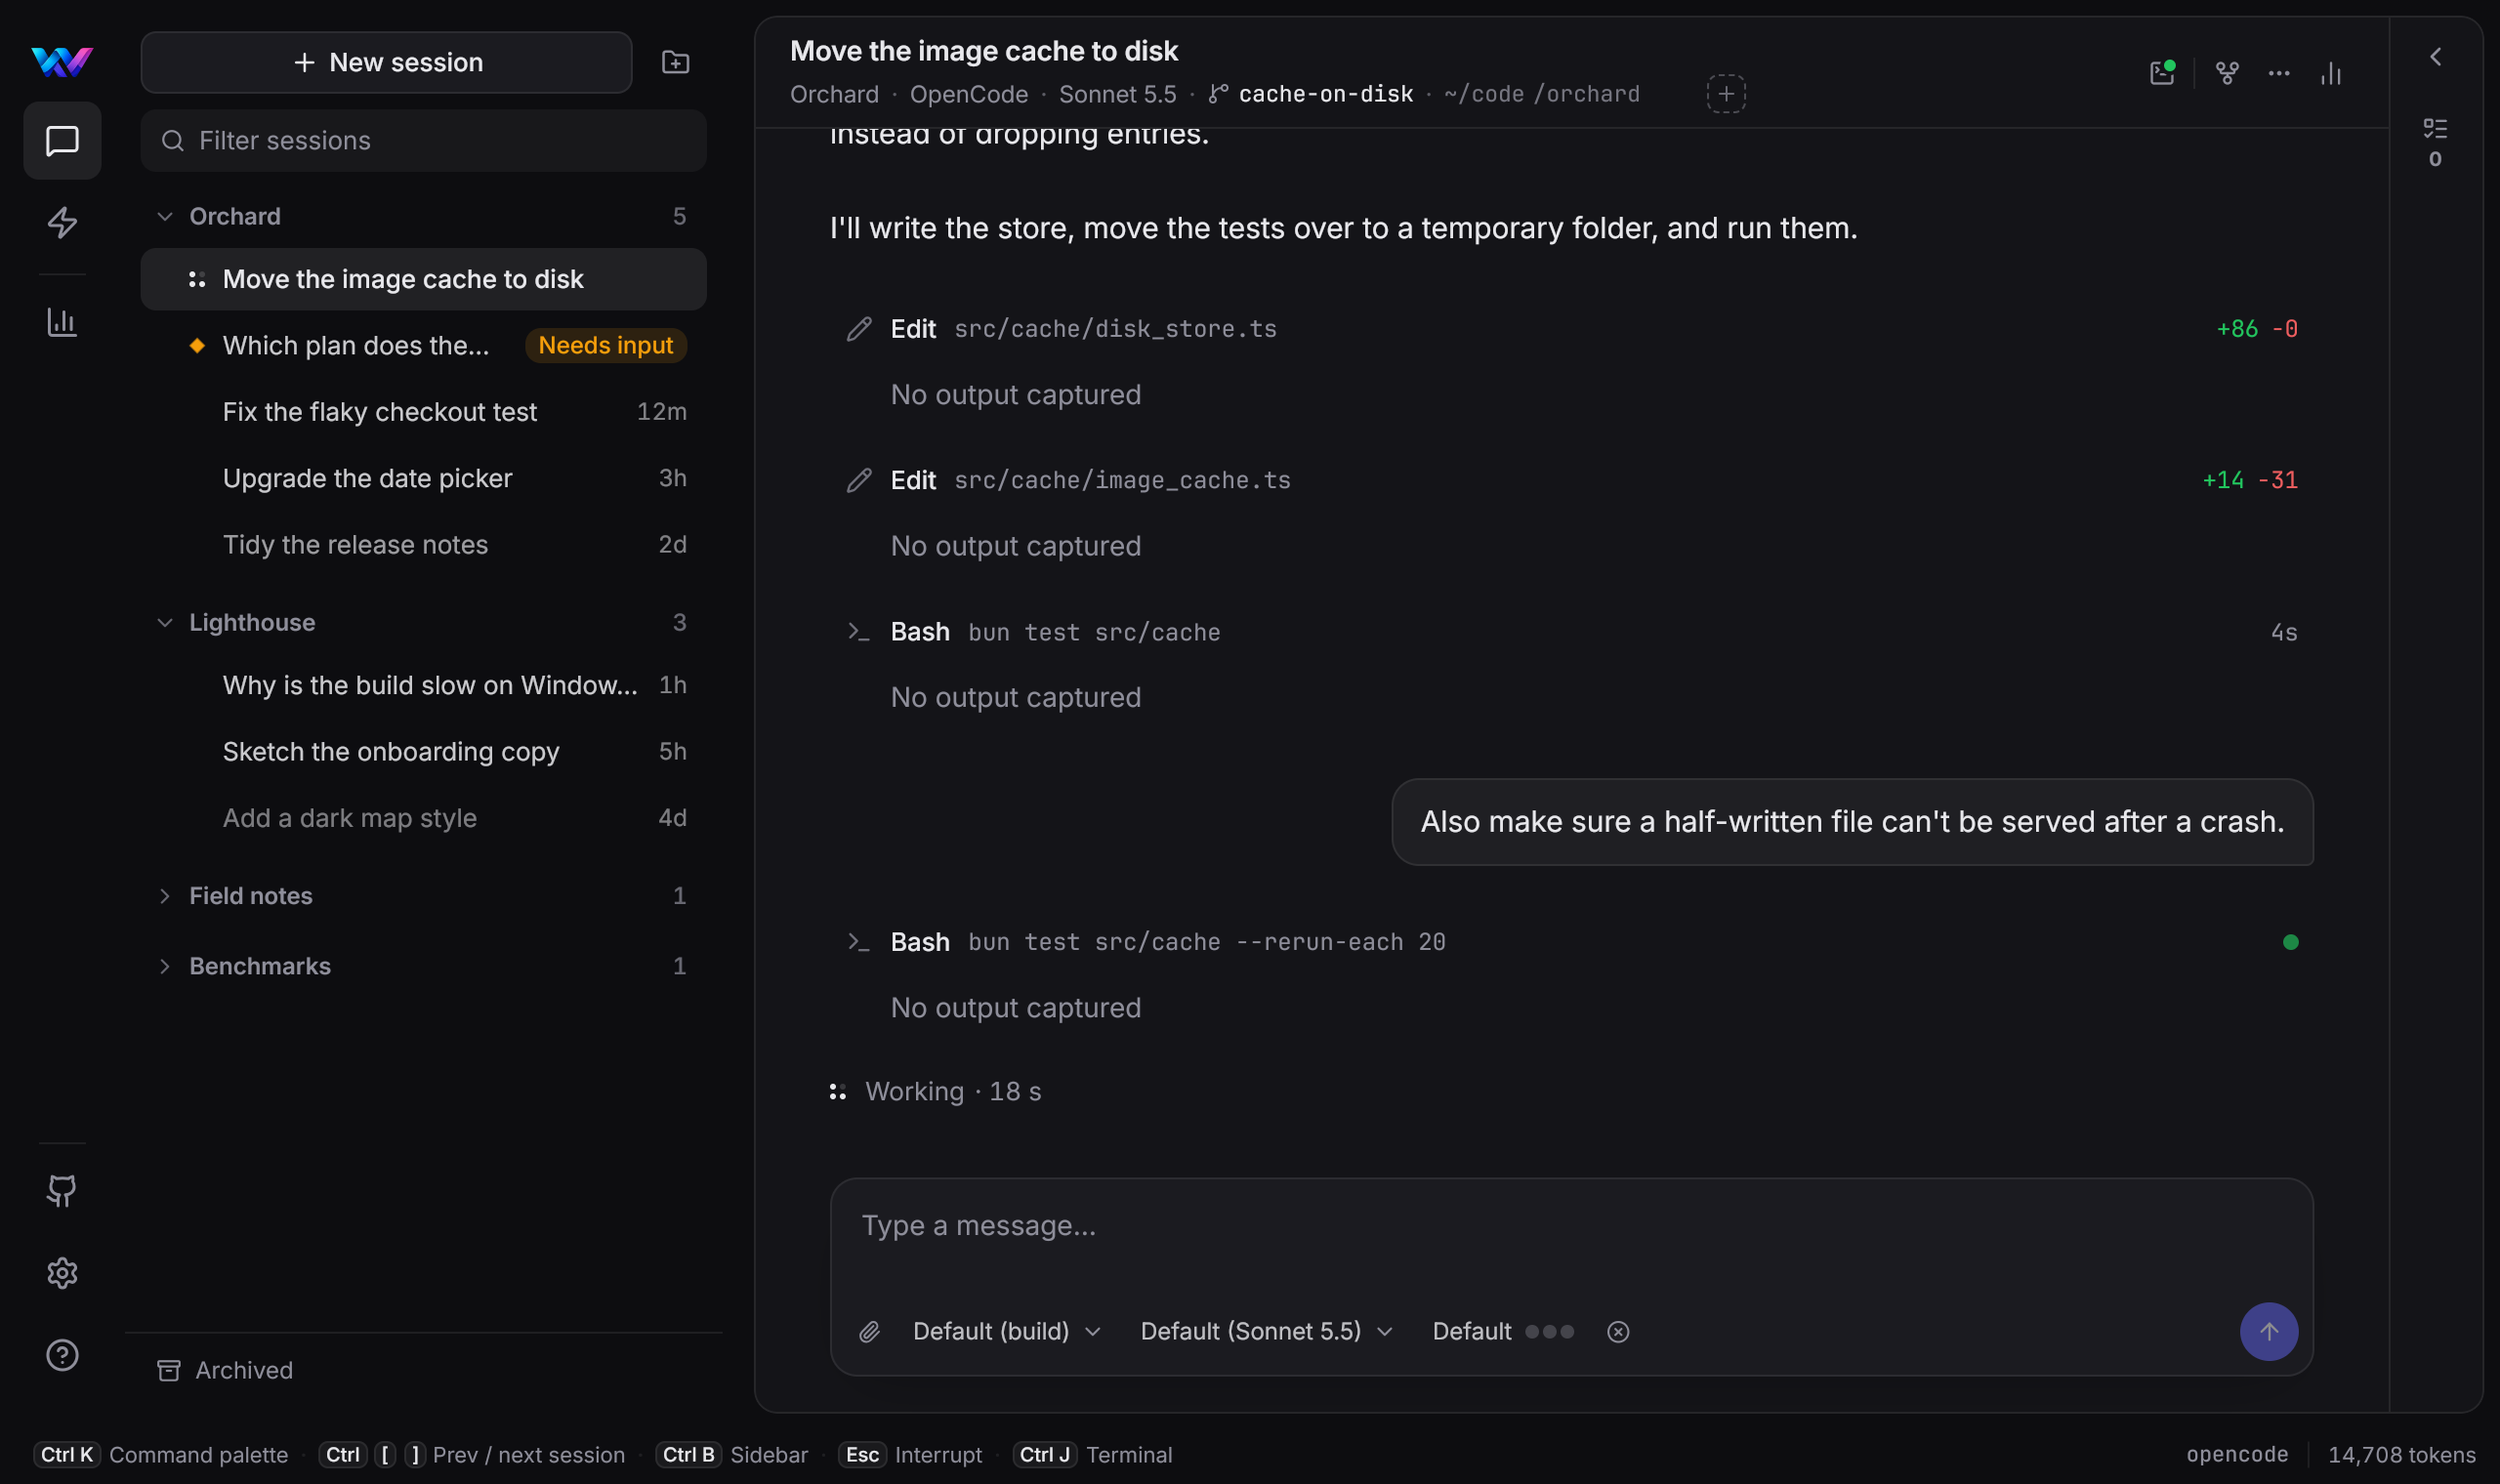 New session
Filter sessions
Orchard 5
Move the image cache to disk
Which plan does the... Needs input
Fix the flaky checkout test 12m
Upgrade the date picker 3h
Tidy the release notes 2d
Lighthouse 3
Why is the build slow on Window... 1h
Sketch the onboarding copy 5h
Add a dark map style 4d
Field notes 1
Benchmarks 1
Archived
Move the image cache to disk
Orchard · OpenCode · Sonnet 5.5 · cache-on-disk · ~/code /orchard
0
instead of dropping entries.
I'll write the store, move the tests over to a temporary folder, and run them.
Edit src/cache/disk_store.ts +86 -0
No output captured
Edit src/cache/image_cache.ts +14 -31
No output captured
Bash bun test src/cache 4s
No output captured
Also make sure a half-written file can't be served after a crash.
Bash bun test src/cache --rerun-each 20
No output captured
Working · 18 s
Type a message...
Default (build) Default (Sonnet 5.5) Default
Ctrl K Command palette · Ctrl [ ] Prev / next session · Ctrl B Sidebar · Esc Interrupt · Ctrl J Terminal
opencode 14,708 tokens